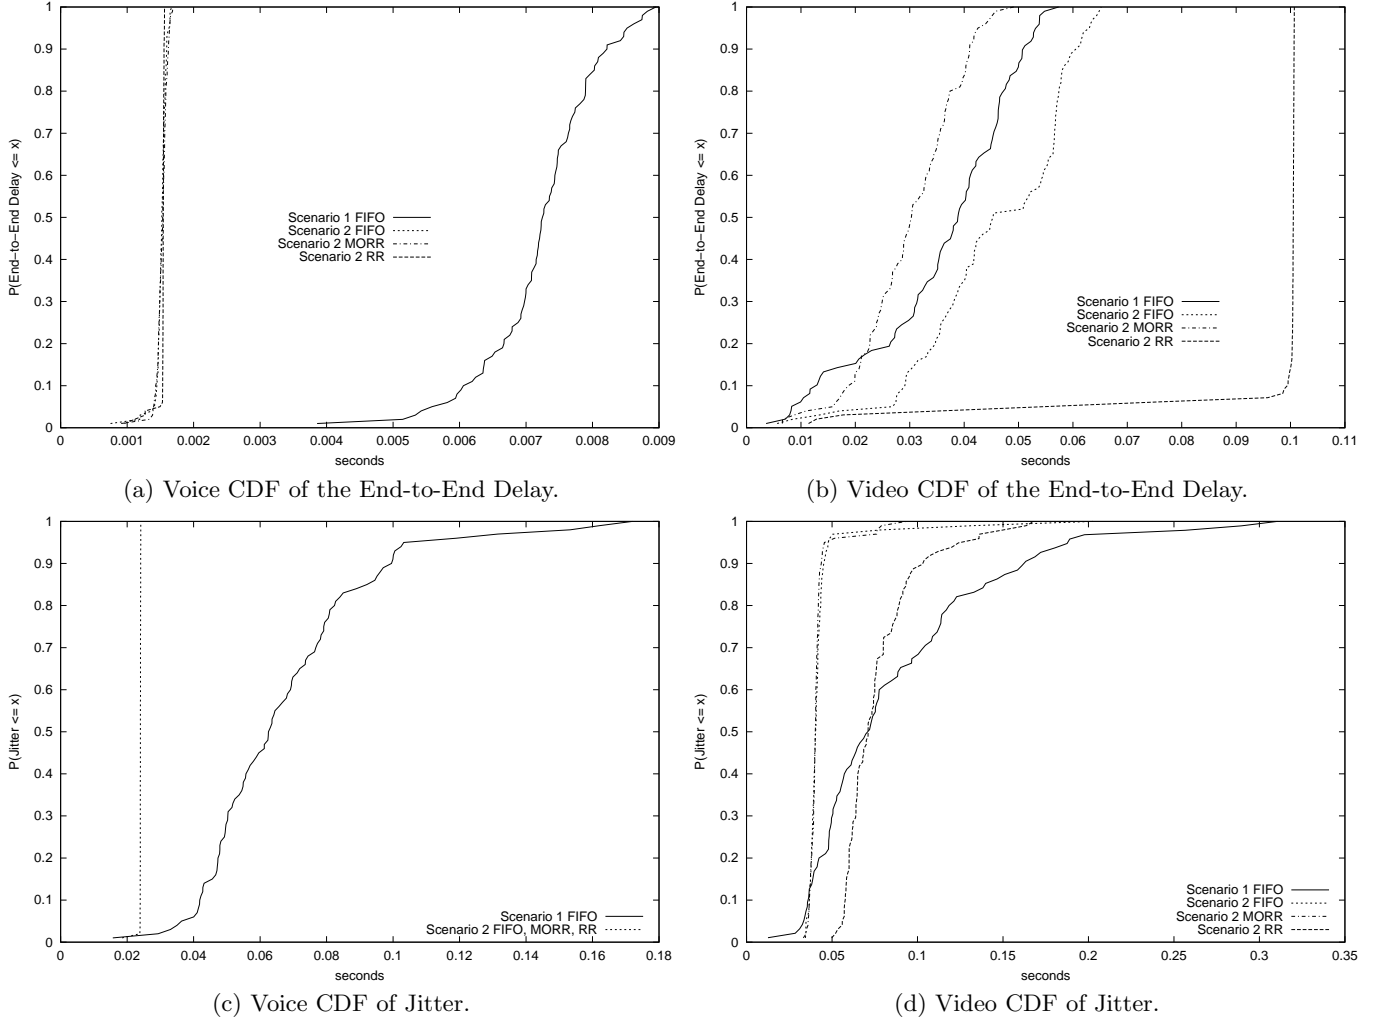 1
0.9
0.8
0.7
0.6
0.5
0.4
0.3
0.2
0.1
0
P(End−to−End Delay <= x)
Scenario 1 FIFO
Scenario 2 FIFO
Scenario 2 MORR
Scenario 2 RR
0 0.001 0.002 0.003 0.004 0.005 0.006 0.007 0.008 0.009
seconds
(a) Voice CDF of the End-to-End Delay.
1
0.9
0.8
0.7
0.6
0.5
0.4
0.3
0.2
0.1
0
P(End−to−End Delay <= x)
Scenario 1 FIFO
Scenario 2 FIFO
Scenario 2 MORR
Scenario 2 RR
0 0.01 0.02 0.03 0.04 0.05 0.06 0.07 0.08 0.09 0.1 0.11
seconds
(b) Video CDF of the End-to-End Delay.
1
0.9
0.8
0.7
0.6
0.5
0.4
0.3
0.2
0.1
0
P(Jitter <= x)
Scenario 1 FIFO
Scenario 2 FIFO, MORR, RR
0 0.02 0.04 0.06 0.08 0.1 0.12 0.14 0.16 0.18
seconds
(c) Voice CDF of Jitter.
1
0.9
0.8
0.7
0.6
0.5
0.4
0.3
0.2
0.1
0
P(Jitter <= x)
Scenario 1 FIFO
Scenario 2 FIFO
Scenario 2 MORR
Scenario 2 RR
0 0.05 0.1 0.15 0.2 0.25 0.3 0.35
seconds
(d) Video CDF of Jitter.